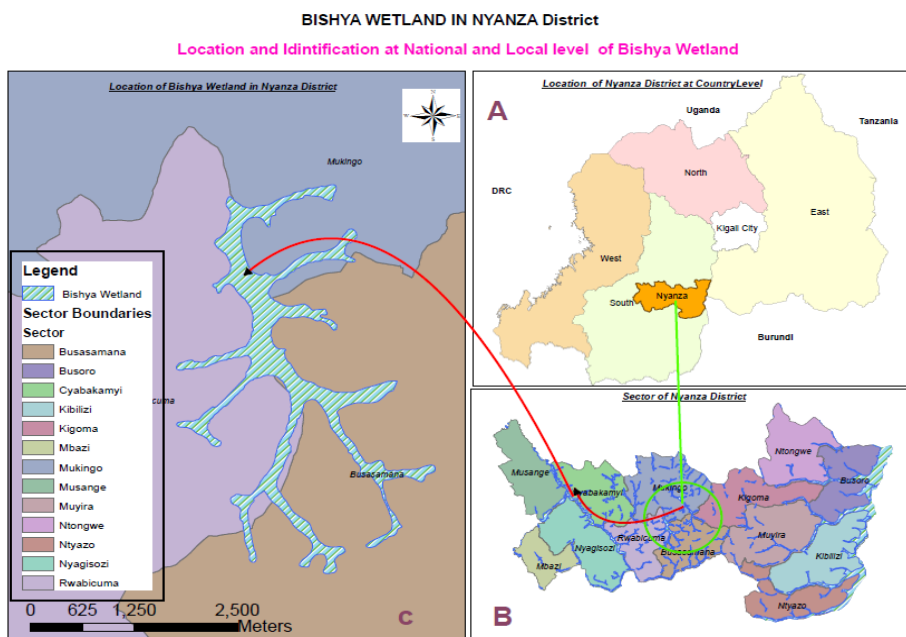 BISHYA WETLAND IN NYANZA District
Location and Idintification at National and Local level of Bishya Wetland
Location of Bishya Wetland in Nyanza District
Mukingo
Legend
Bishya Wetland
Sector Boundaries
Sector
Busasamana
Busoro
Cyabakamyi
Kibilizi
Kigoma
Mbazi
Mukingo
Musange
Muyira
Ntongwe
Ntyazo
Nyagisozi
Rwabicuma
cuma
Busasamana
0 625 1,250 2,500
Meters
C
Location of Nyanza District at CountryLevel
A
Uganda
Tanzania
DRC
North
East
Kigali City
West
Nyanza
South
Burundi
Sector of Nyanza District
Ntongwe
Musange
Mukingo
Busoro
yabakamyi
Kigoma
Rwabicuma
Muyira
Nyagisozi
Busasamana
Kibilizi
Mbazi
Ntyazo
B